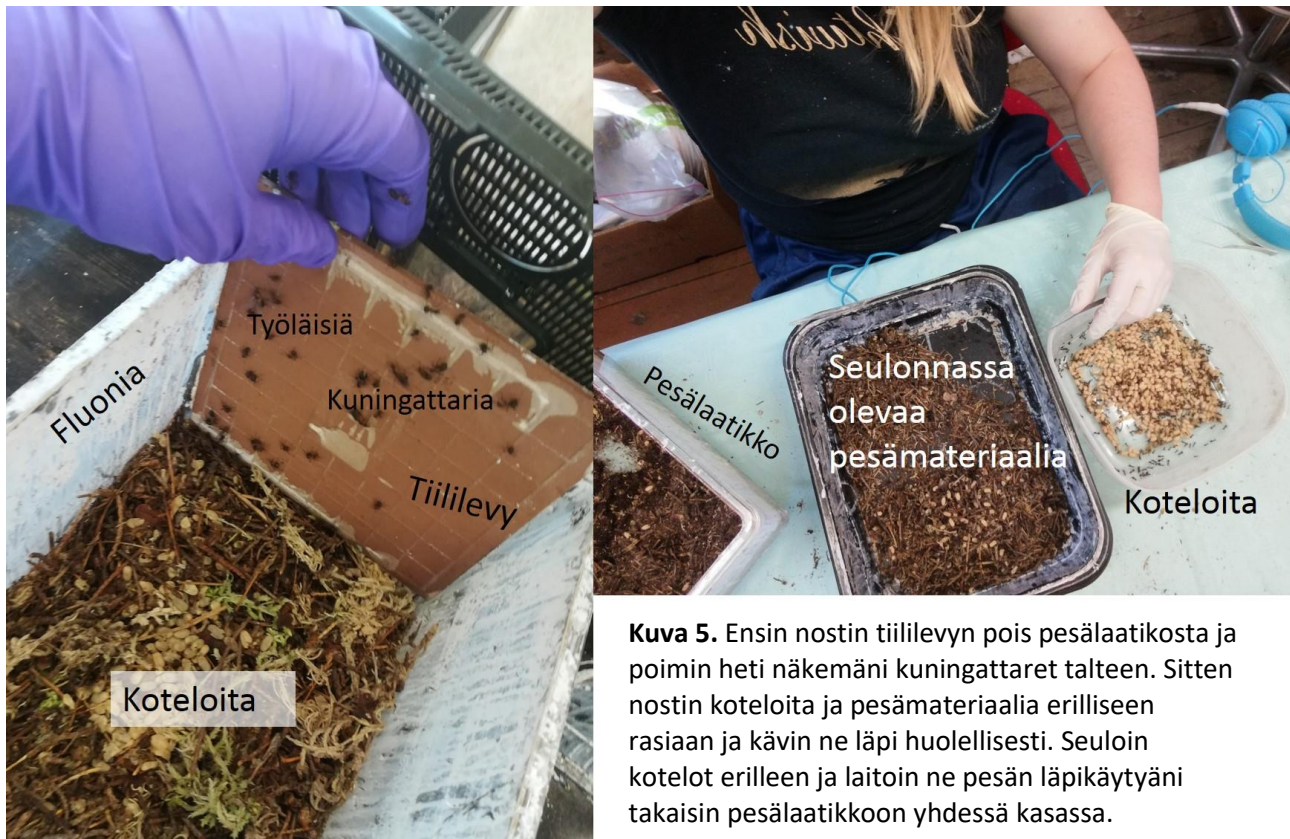 Työläisiä
Fluonia
Kuningattaria
Tiililevy
Koteloita
Pesälaatikko
Seulonnassa
olevaa
pesämateriaalia
Koteloita
Kuva 5. Ensin nostin tiililevyn pois pesälaatikosta ja
poimin heti näkemäni kuningattaret talteen. Sitten
nostin koteloita ja pesämateriaalia erilliseen
rasiaan ja kävin ne läpi huolellisesti. Seuloin
kotelot erilleen ja laitoin ne pesän läpikäytyäni
takaisin pesälaatikkoon yhdessä kasassa.